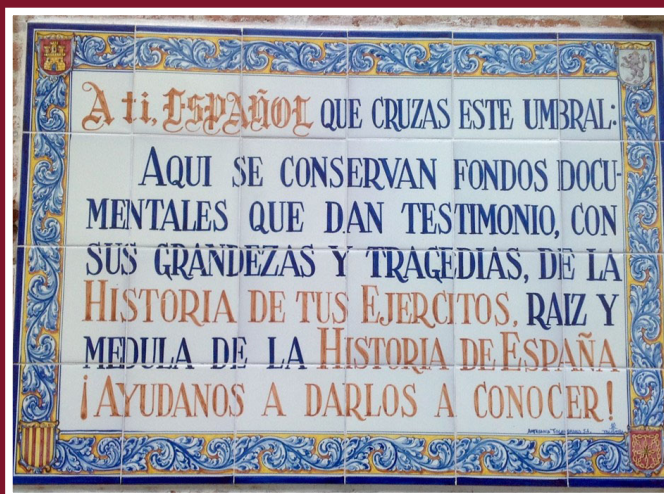 A ti, ESPAÑOL QUE CRUZAS ESTE UMBRAL:
AQUI SE CONSERVAN FONDOS DOCU-
MENTALES QUE DAN TESTIMONIO, CON
SUS GRANDEZAS Y TRAGEDIAS, DE LA
HISTORIA DE TUS EJERCITOS, RAIZ Y
MEDULA DE LA HISTORIA DE ESPAÑA
¡AYUDANOS A DARLOS A CONOCER!